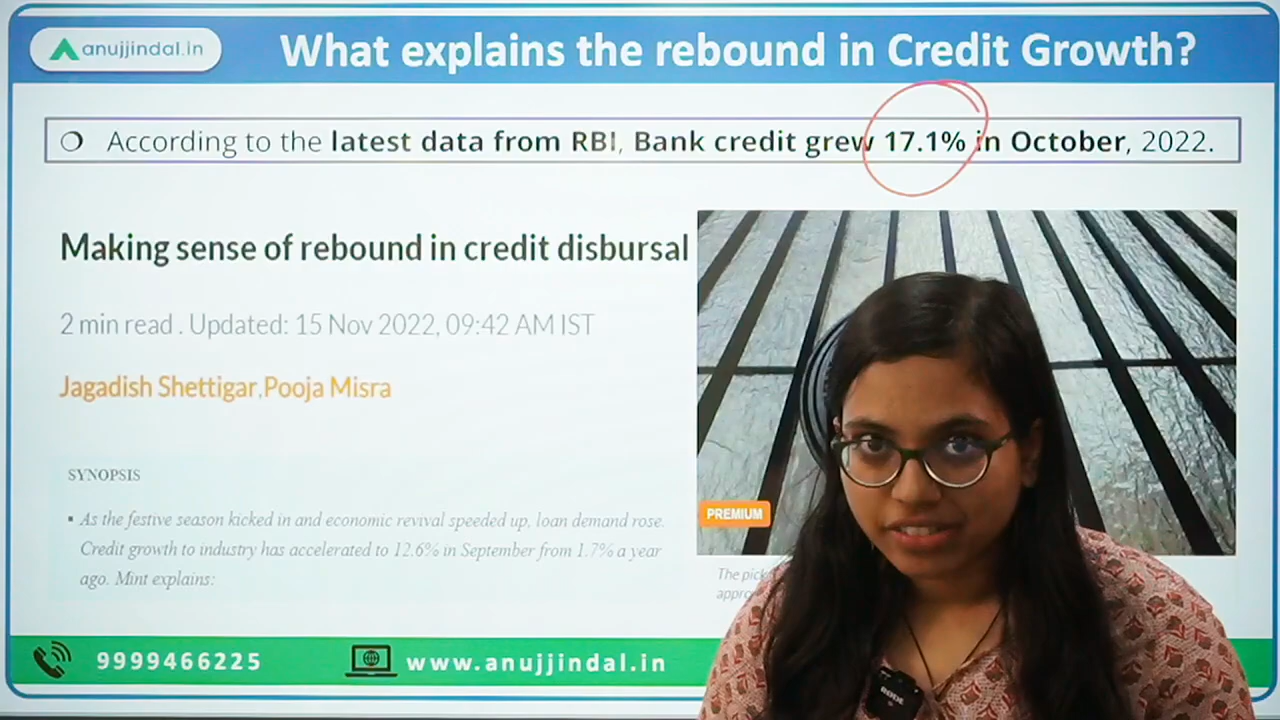 anujjindal.in
What explains the rebound in Credit Growth?
❍ According to the latest data from RBI, Bank credit grew 17.1% in October, 2022.
Making sense of rebound in credit disbursal
2 min read . Updated: 15 Nov 2022, 09:42 AM IST
Jagadish Shettigar,Pooja Misra
SYNOPSIS
▪ As the festive season kicked in and economic revival speeded up, loan demand rose.
Credit growth to industry has accelerated to 12.6% in September from 1.7% a year
ago. Mint explains:
PREMIUM
The
9999466225
www.anujjindal.in
RODE